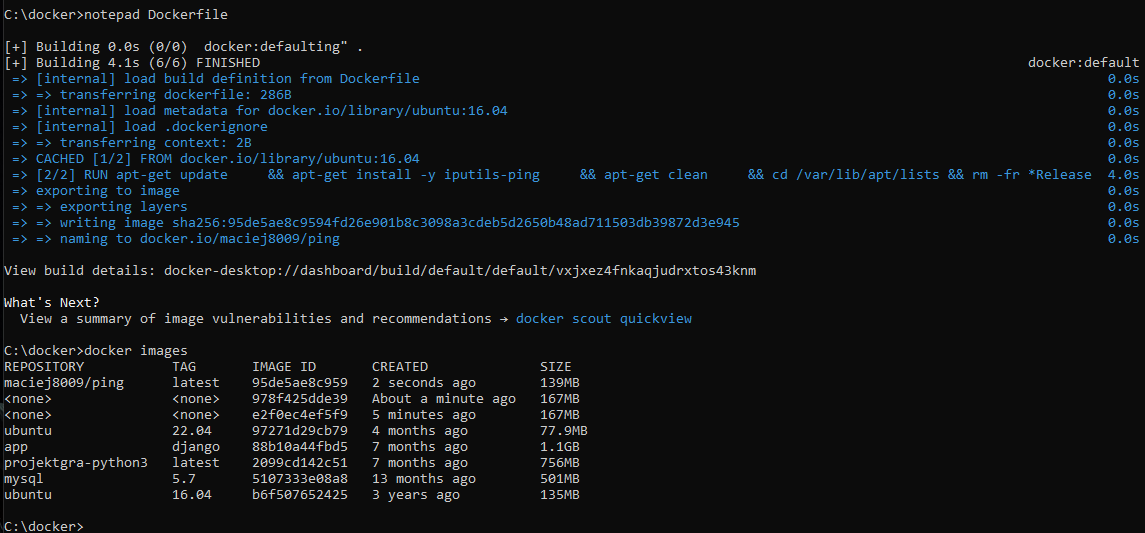 C:\docker>notepad Dockerfile
[+] Building 0.0s (0/0)  docker:defaulting" .
[+] Building 4.1s (6/6) FINISHED docker:default
=> [internal] load build definition from Dockerfile 0.0s
=> => transferring dockerfile: 286B 0.0s
=> [internal] load metadata for docker.io/library/ubuntu:16.04 0.0s
=> [internal] load .dockerignore 0.0s
=> => transferring context: 2B 0.0s
=> CACHED [1/2] FROM docker.io/library/ubuntu:16.04 0.0s
=> [2/2] RUN apt-get update     && apt-get install -y iputils-ping     && apt-get clean     && cd /var/lib/apt/lists && rm -fr *Release 4.0s
=> exporting to image 0.0s
=> => exporting layers 0.0s
=> => writing image sha256:95de5ae8c9594fd26e901b8c3098a3cdeb5d2650b48ad711503db39872d3e945 0.0s
=> => naming to docker.io/maciej8009/ping 0.0s
View build details: docker-desktop://dashboard/build/default/default/vxjxez4fnkaqjudrxtos43knm
What's Next?
View a summary of image vulnerabilities and recommendations → docker scout quickview
C:\docker>docker images
REPOSITORY TAG IMAGE ID CREATED SIZE
maciej8009/ping latest 95de5ae8c959 2 seconds ago 139MB
<none> <none> 978f425dde39 About a minute ago 167MB
<none> <none> e2f0ec4ef5f9 5 minutes ago 167MB
ubuntu 22.04 97271d29cb79 4 months ago 77.9MB
app django 88b10a44fbd5 7 months ago 1.1GB
projektgra-python3 latest 2099cd142c51 7 months ago 756MB
mysql 5.7 5107333e08a8 13 months ago 501MB
ubuntu 16.04 b6f507652425 3 years ago 135MB
C:\docker>